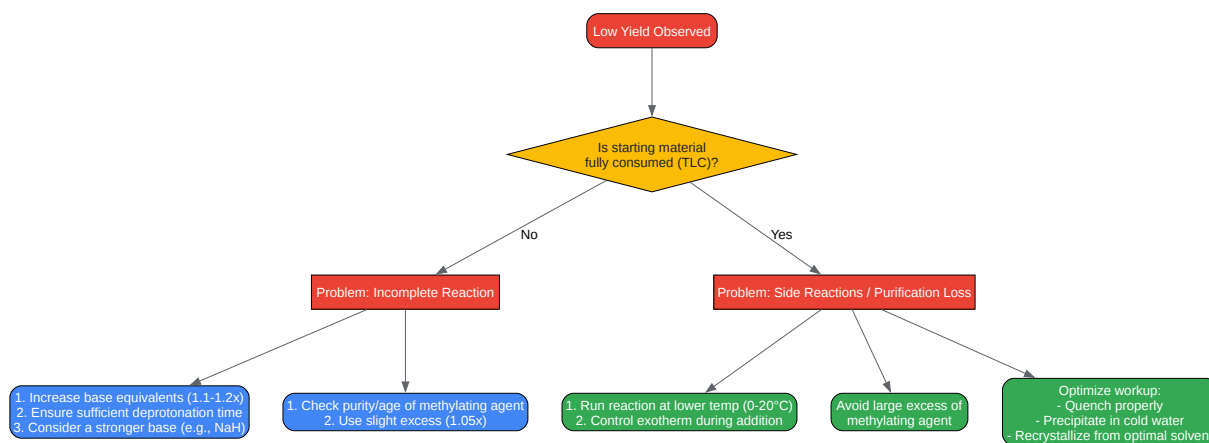 Low Yield Observed
Is starting material
fully consumed (TLC)?
No
Yes
Problem: Incomplete Reaction
Problem: Side Reactions / Purification Loss
1. Increase base equivalents (1.1-1.2x)
2. Ensure sufficient deprotonation time
3. Consider a stronger base (e.g., NaH)
1. Check purity/age of methylating agent
2. Use slight excess (1.05x)
1. Run reaction at lower temp (0-20°C)
2. Control exotherm during addition
Avoid large excess of
methylating agent
Optimize workup:
- Quench properly
- Precipitate in cold water
- Recrystallize from optimal solvent